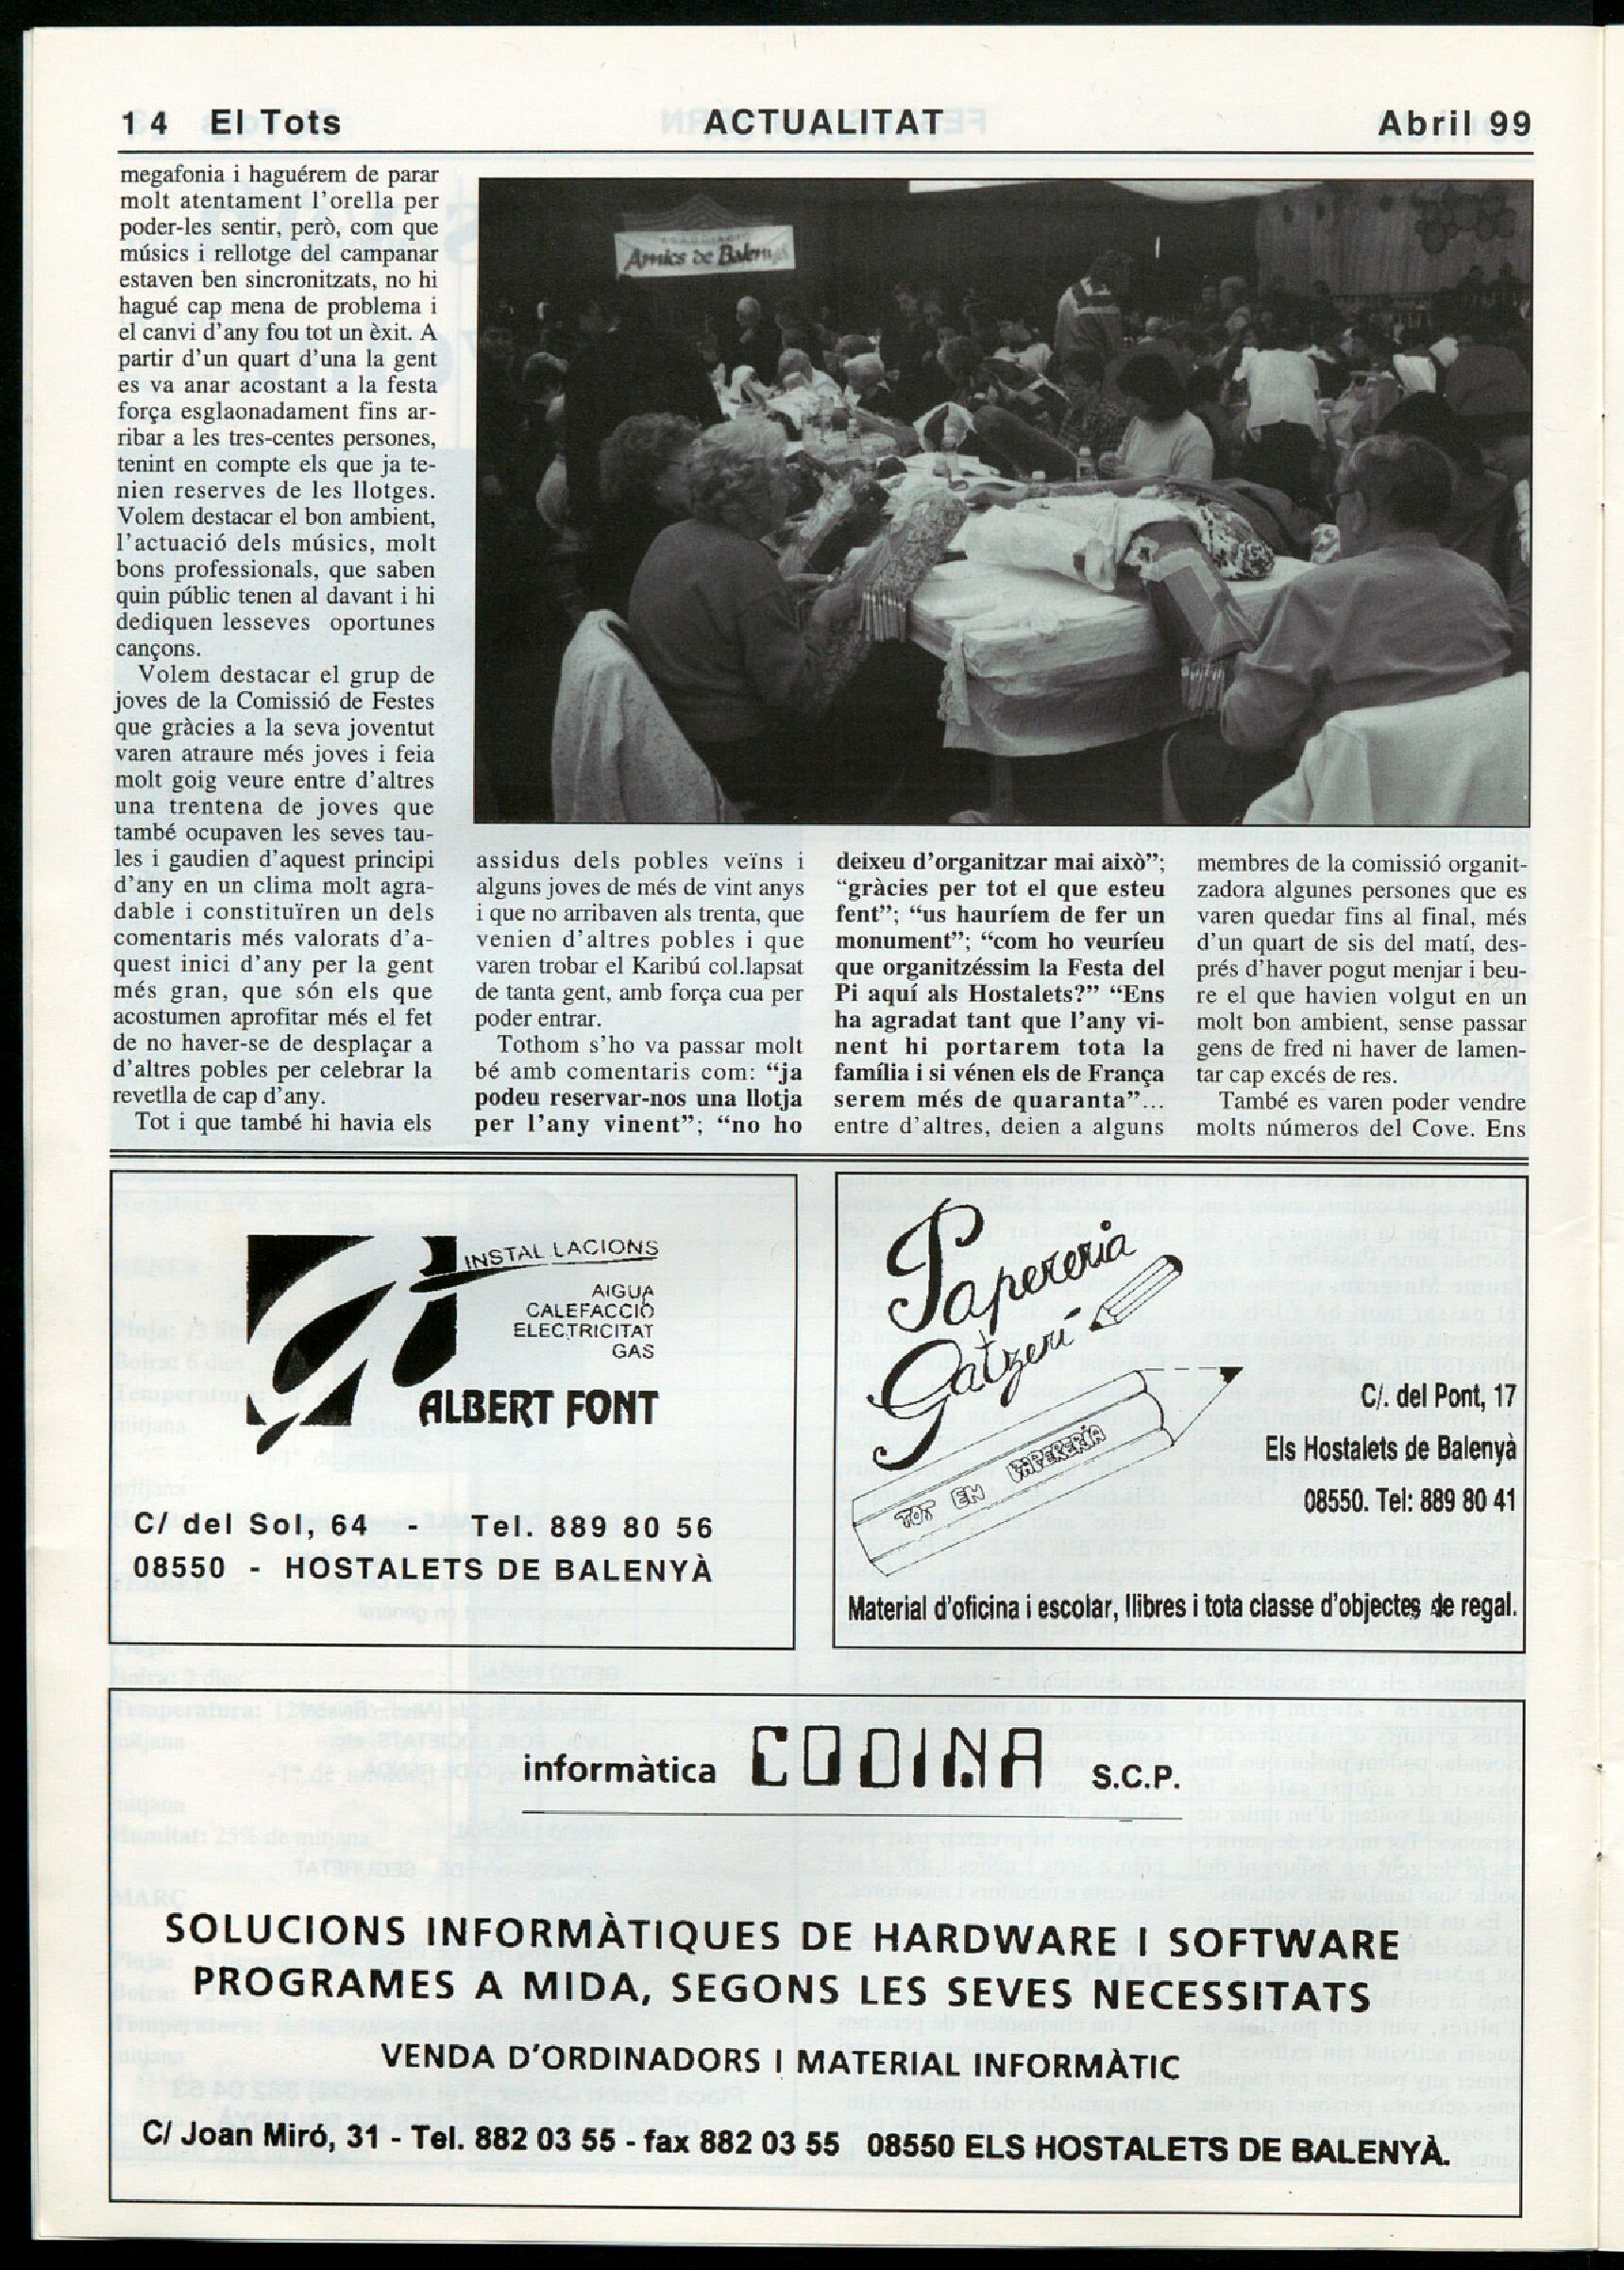 14 El Tots
ACTUALITAT
Abril 99
megafonia i haguérem de parar
molt atentament l'orella per
poder-les sentir, però, com que
músics i rellotge del campanar
estaven ben sincronitzats, no hi
hagué cap mena de problema i
el canvi d'any fou tot un èxit. A
partir d'un quart d'una la gent
es va anar acostant a la festa
força esglaonadament fins ar-
ribar a les tres-centes persones,
tenint en compte els que ja te-
nien reserves de les llotges.
Volem destacar el bon ambient,
l'actuació dels músics, molt
bons professionals, que saben
quin públic tenen al davant i hi
dediquen lesseves oportunes
cançons.
Volem destacar el grup de
joves de la Comissió de Festes
que gràcies a la seva joventut
varen atraure més joves i feia
molt goig veure entre d'altres
una trentena de joves que
també ocupaven les seves tau-
les i gaudien d'aquest principi
d'any en un clima molt agra-
dable i constituïren un dels
comentaris més valorats d'a-
quest inici d'any per la gent
més gran, que són els que
acostumen aprofitar més el fet
de no haver-se de desplaçar a
d'altres pobles per celebrar la
revetlla de cap d'any.
Tot i que també hi havia els
ASSOCIACIÓ
Amics de Balenyà
assidus dels pobles veïns i
alguns joves de més de vint anys
i que no arribaven als trenta, que
venien d'altres pobles i que
varen trobar el Karibú col.lapsat
de tanta gent, amb força cua per
poder entrar.
Tothom s'ho va passar molt
bé amb comentaris com: "ja
podeu reservar-nos una llotja
per l'any vinent"; "no ho
deixeu d'organitzar mai això";
"gràcies per tot el que esteu
fent"; "us hauríem de fer un
monument"; "com ho veuríeu
que organitzéssim la Festa del
Pi aquí als Hostalets?" "Ens
ha agradat tant que l'any vi-
nent hi portarem tota la
família i si vénen els de França
serem més de quaranta"...
entre d'altres, deien a alguns
membres de la comissió organit-
zadora algunes persones que es
varen quedar fins al final, més
d'un quart de sis del matí, des-
prés d'haver pogut menjar i beu-
re el que havien volgut en un
molt bon ambient, sense passar
gens de fred ni haver de lamen-
tar cap excés de res.
També es varen poder vendre
molts números del Cove. Ens
INSTAL.LACIONS
AIGUA
CALEFACCIÓ
ELECTRICITAT
GAS
ALBERT FONT
C/ del Sol, 64 - Tel. 889 80 56
08550 - HOSTALETS DE BALENYÀ
Papereria
Gatzerí
TOT EN PAPERERÍA
C/. del Pont, 17
Els Hostalets de Balenyà
08550. Tel: 889 80 41
Material d'oficina i escolar, llibres i tota classe d'objectes de regal.
informàtica CODINA S.C.P.
SOLUCIONS INFORMÀTIQUES DE HARDWARE I SOFTWARE
PROGRAMES A MIDA, SEGONS LES SEVES NECESSITATS
VENDA D'ORDINADORS I MATERIAL INFORMÀTIC
C/ Joan Miró, 31 - Tel. 882 03 55 - fax 882 03 55 08550 ELS HOSTALETS DE BALENYÀ.